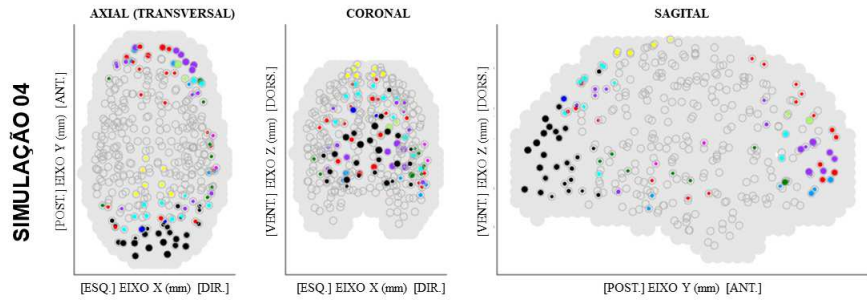 AXIAL (TRANSVERSAL)
CORONAL
SAGITAL
SIMULAÇÃO 04
[POST.] EIXO Y (mm) [ANT.]
[VENT.] EIXO Z (mm) [DORS.]
[VENT.] EIXO Z (mm) [DORS.]
[ESQ.] EIXO X (mm) [DIR.]
[ESQ.] EIXO X (mm) [DIR.]
[POST.] EIXO Y (mm) [ANT.]